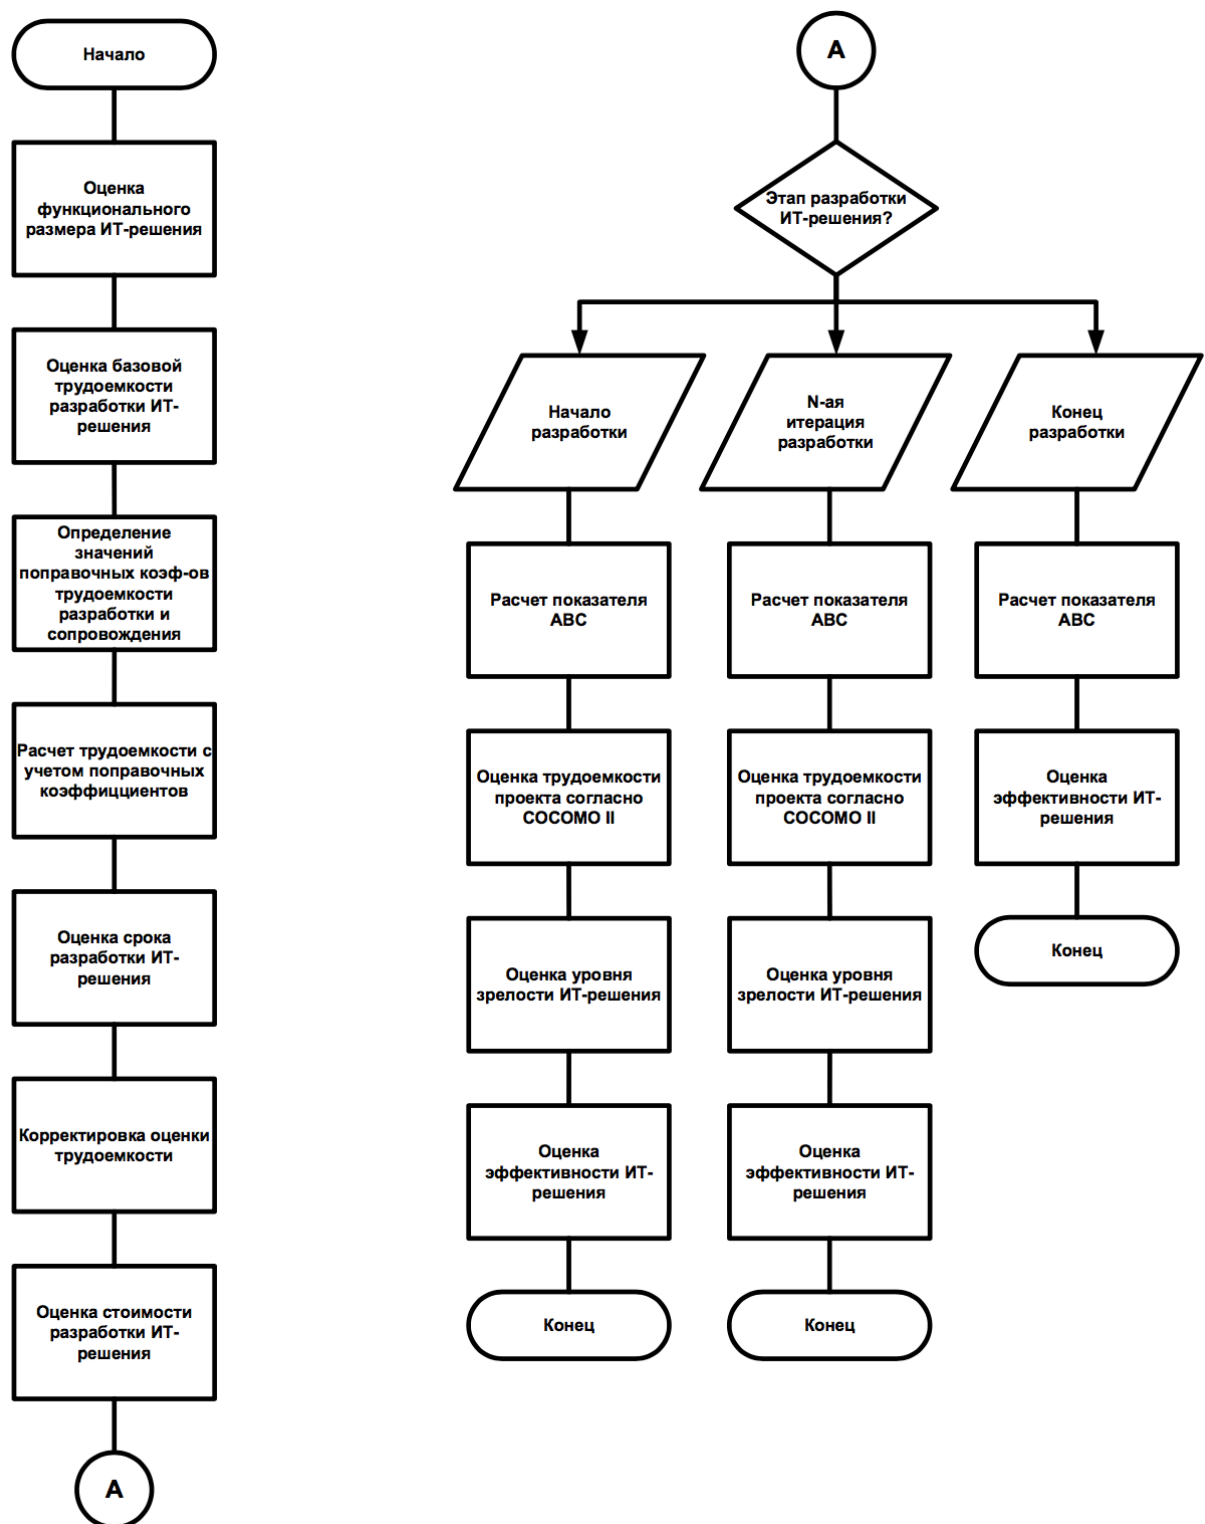 Начало
Оценка
функционального
размера ИТ-решения
Оценка базовой
трудоемкости
разработки ИТ-
решения
Определение
значений
поправочных коэф-ов
трудоемкости
разработки и
сопровождения
Расчет трудоемкости с
учетом поправочных
коэффицциентов
Оценка срока
разработки ИТ-
решения
Корректировка оценки
трудоемкости
Оценка стоимости
разработки ИТ-
решения
А
А
Этап разработки
ИТ-решения?
Начало
разработки
Расчет показателя
АВС
Оценка трудоемкости
проекта согласно
COCOMO II
Оценка уровня
зрелости ИТ-решения
Оценка
эффективности ИТ-
решения
Конец
N-ая
итерация
разработки
Расчет показателя
АВС
Оценка трудоемкости
проекта согласно
COCOMO II
Оценка уровня
зрелости ИТ-решения
Оценка
эффективности ИТ-
решения
Конец
Конец
разработки
Расчет показателя
АВС
Оценка
эффективности ИТ-
решения
Конец